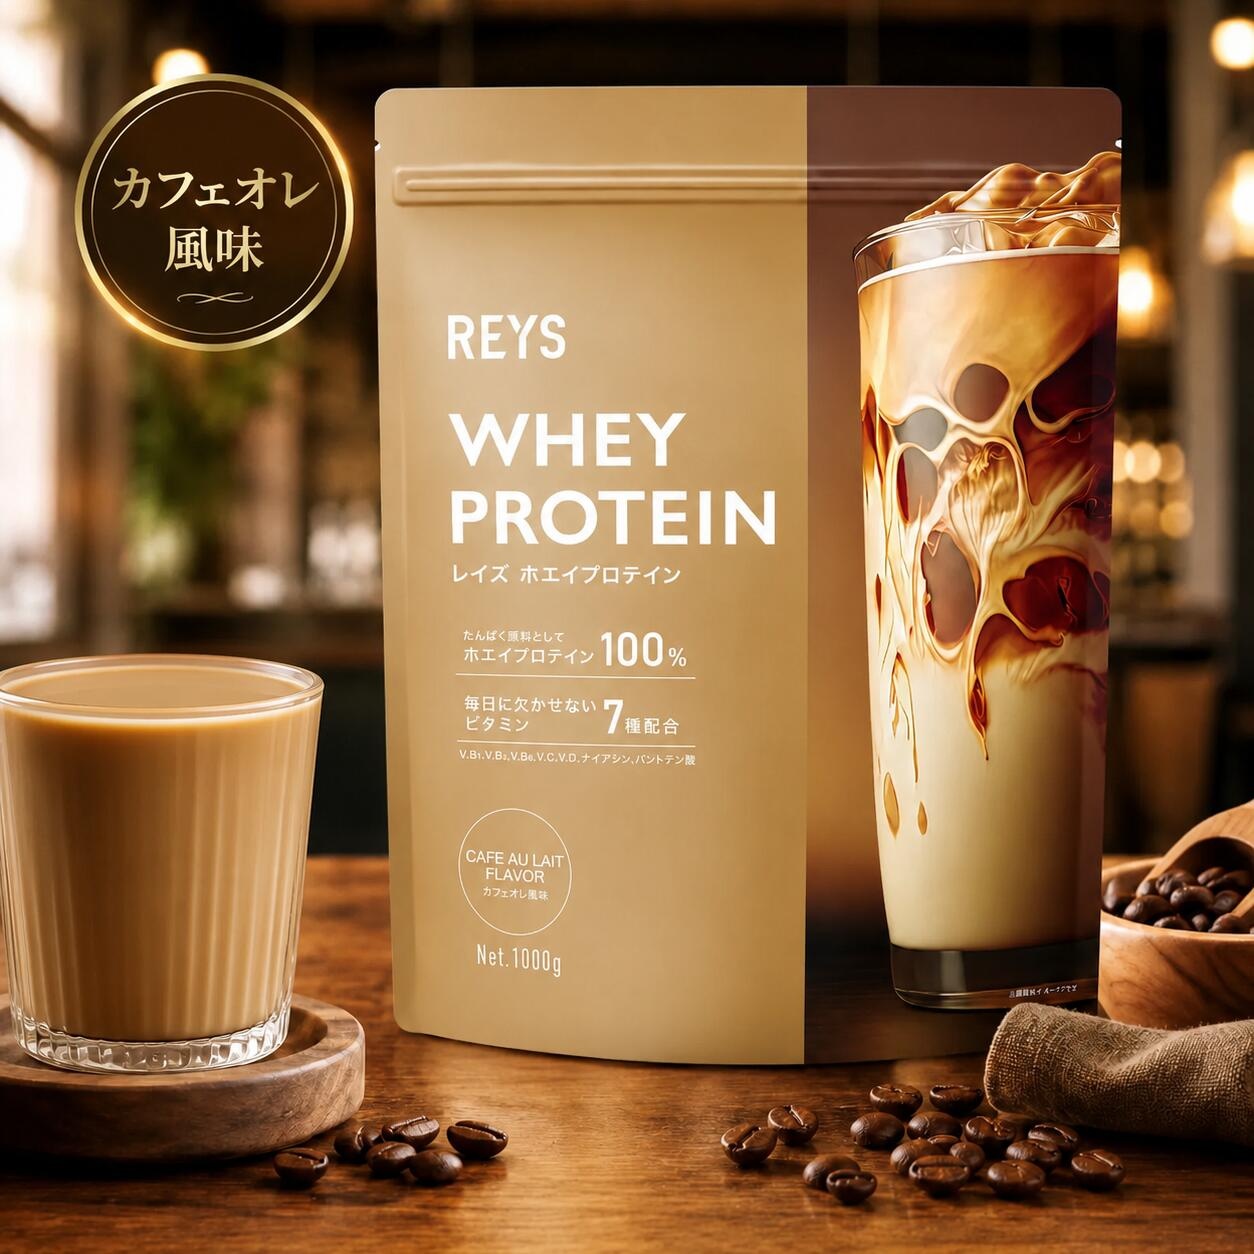 カフェオレ
風味
REYS
WHEY
PROTEIN
レイズ ホエイプロテイン
たんぱく原料として
ホエイプロテイン 100%
毎日に欠かせない
ビタミン 7種配合
V.B1,V.B2,V.B6,V.C,V.D,ナイアシン,パントテン酸
CAFE AU LAIT
FLAVOR
カフェオレ風味
Net.1000g